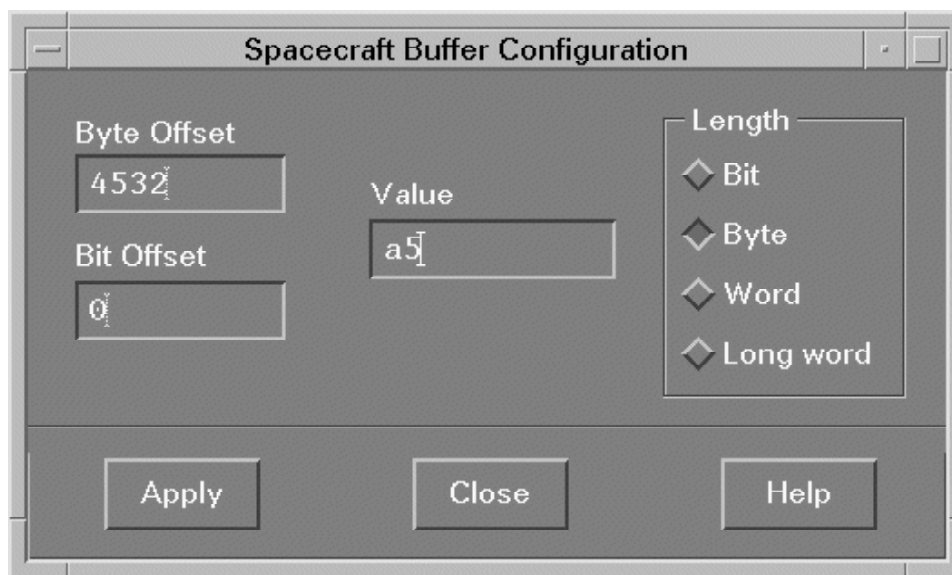 Spacecraft Buffer Configuration
Byte Offset
4532
Bit Offset
0
Value
a5
Length
Bit
Byte
Word
Long word
Apply
Close
Help